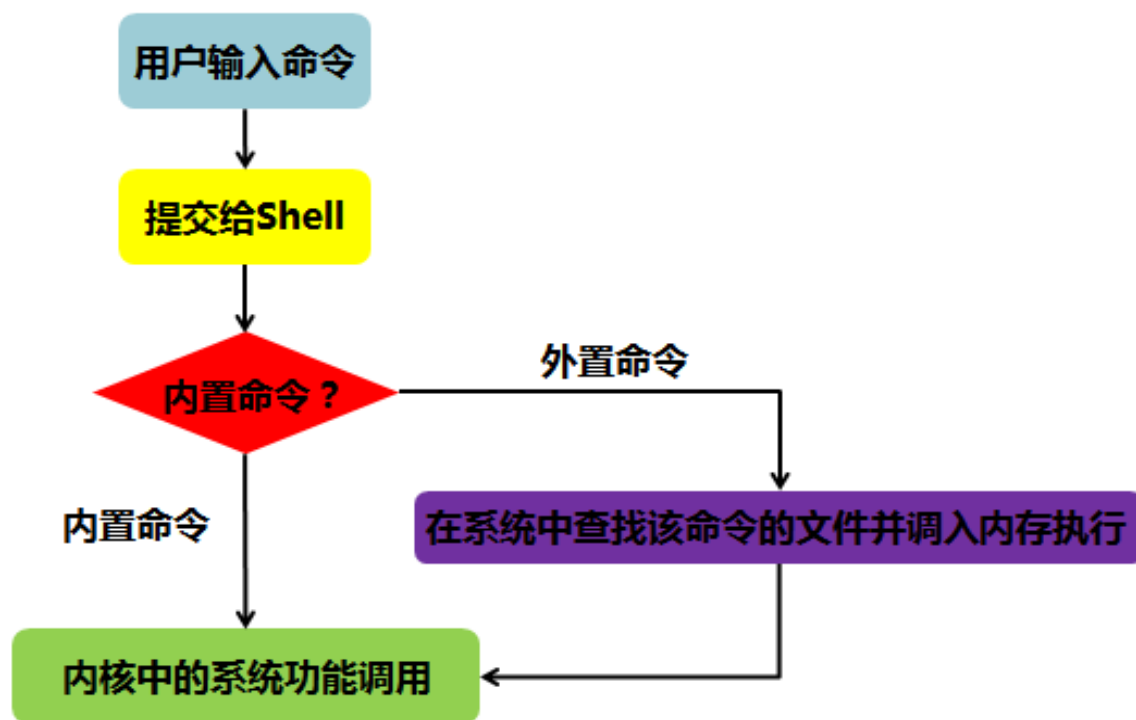 用户输入命令
提交给Shell
内置命令？
外置命令
内置命令
在系统中查找该命令的文件并调入内存执行
内核中的系统功能调用